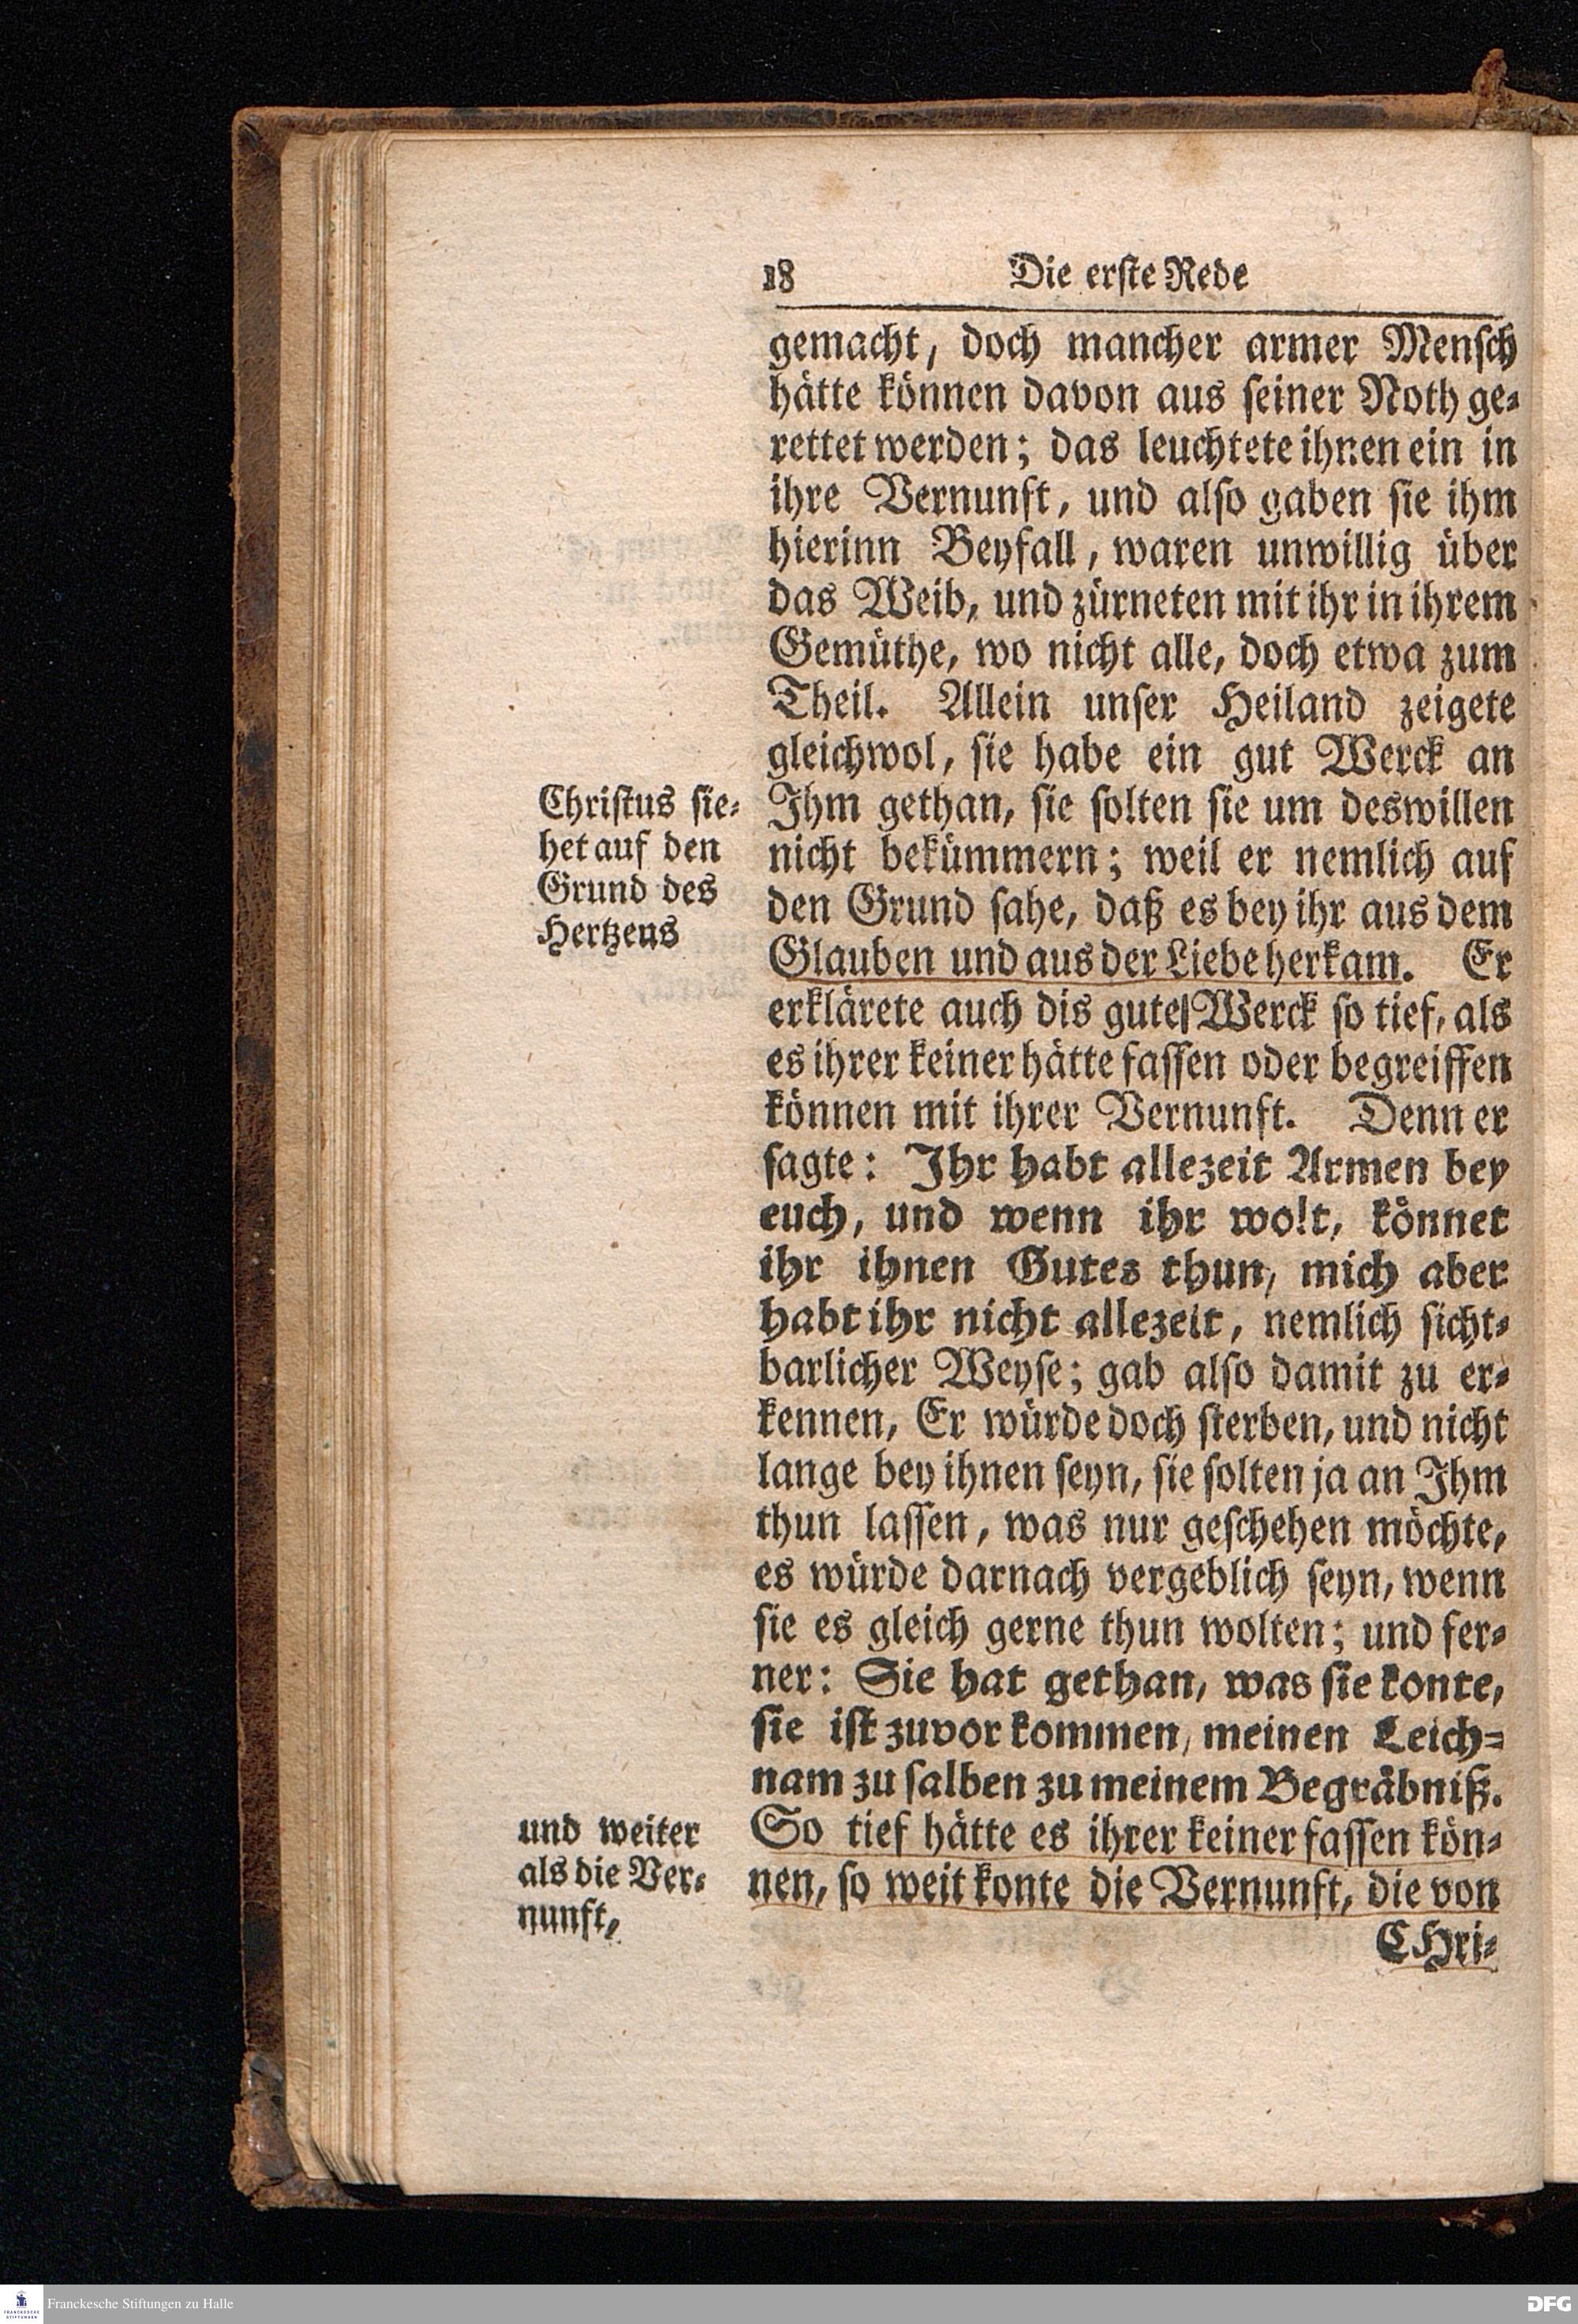 18 Die erste Rede
gemacht, doch mancher armer Mensch
hätte können davon aus seiner Noth ge-
rettet werden; das leuchtete ihnen ein in
ihre Vernunft, und also gaben sie ihm
hierinn Beyfall, waren unwillig über
das Weib, und zürneten mit ihr in ihrem
Gemüthe, wo nicht alle, doch etwa zum
Theil. Allein unser Heiland zeigete
gleichwol, sie habe ein gut Werck an
Ihm gethan, sie solten sie um deswillen
nicht bekümmern; weil er nemlich auf
den Grund sahe, daß es bey ihr aus dem
Glauben und aus der Liebe herkam. Er
erklärete auch dis gute Werck so tief, als
es ihrer keiner hätte fassen oder begreiffen
können mit ihrer Vernunft. Denn er
sagte: Ihr habt allezeit Armen bey
euch, und wenn ihr wolt, könnet
ihr ihnen Gutes thun, mich aber
habt ihr nicht allezeit, nemlich sicht-
barlicher Weyse; gab also damit zu er-
kennen, Er würde doch sterben, und nicht
lange bey ihnen seyn, sie solten ja an Ihm
thun lassen, was nur geschehen möchte,
es würde darnach vergeblich seyn, wenn
sie es gleich gerne thun wolten; und fer-
ner: Sie hat gethan, was sie konte,
sie ist zuvor kommen, meinen Leich-
nam zu salben zu meinem Begräbniß.
So tief hätte es ihrer keiner fassen kön-
nen, so weit konte die Vernunft, die von
CHri-
Christus sie-
het auf den
Grund des
Hertzens
und weiter
als die Ver-
nunft,
Franckesche Stiftungen zu Halle
DFG